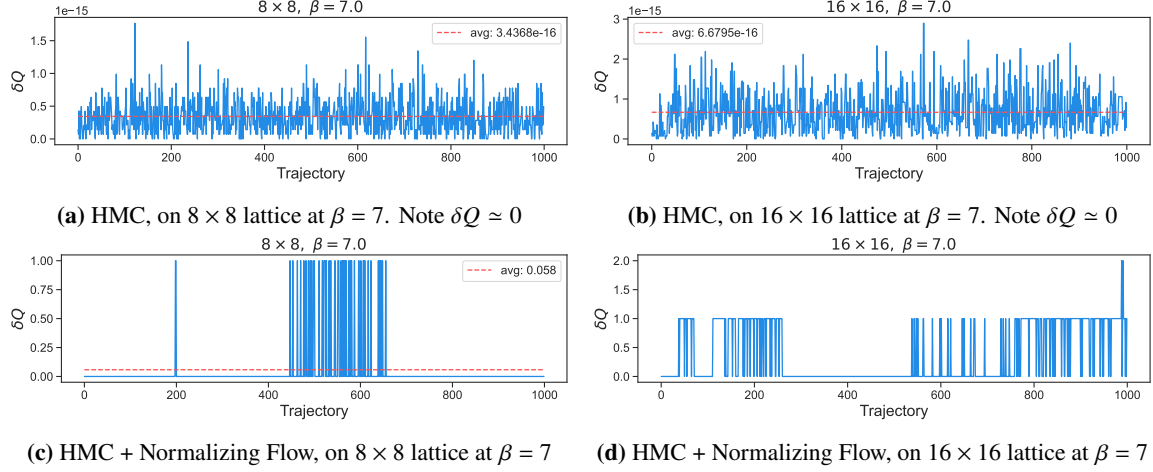 8 × 8, β = 7.0
1e−15
δQ
1.5
1.0
0.5
0.0
avg: 3.4368e-16
0 200 400 600 800 1000
Trajectory
(a) HMC, on 8 × 8 lattice at β = 7. Note δQ ≃ 0
16 × 16, β = 7.0
3 1e−15
δQ
2
1
0
avg: 6.6795e-16
0 200 400 600 800 1000
Trajectory
(b) HMC, on 16 × 16 lattice at β = 7. Note δQ ≃ 0
8 × 8, β = 7.0
δQ
1.00
0.75
0.50
0.25
0.00
avg: 0.058
0 200 400 600 800 1000
Trajectory
(c) HMC + Normalizing Flow, on 8 × 8 lattice at β = 7
16 × 16, β = 7.0
δQ
2.0
1.5
1.0
0.5
0.0
0 200 400 600 800 1000
Trajectory
(d) HMC + Normalizing Flow, on 16 × 16 lattice at β = 7